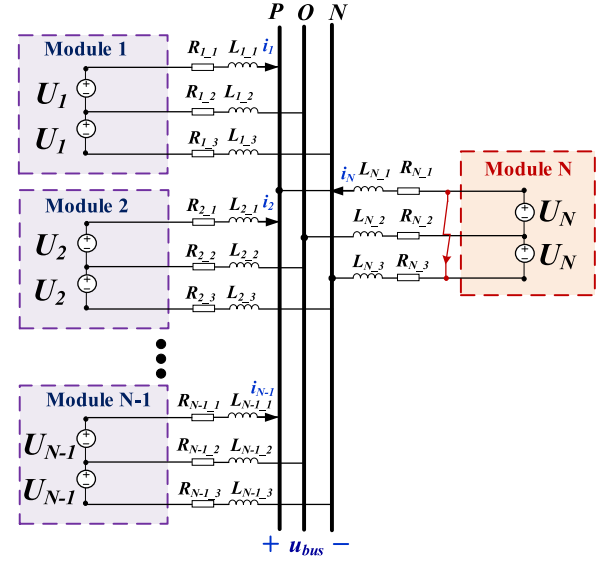 P O N
Module 1
R1_1 L1_1 i1
U1
R1_2 L1_2
U1
R1_3 L1_3
iN LN_1 RN_1
Module N
Module 2
R2_1 L2_1 i2
UN
LN_2 RN_2
U2
R2_2 L2_2
UN
LN_3 RN_3
U2
R2_3 L2_3
Module N-1
RN-1_1 LN-1_1 iN-1
UN-1
RN-1_2 LN-1_2
UN-1
RN-1_3 LN-1_3
+ ubus −